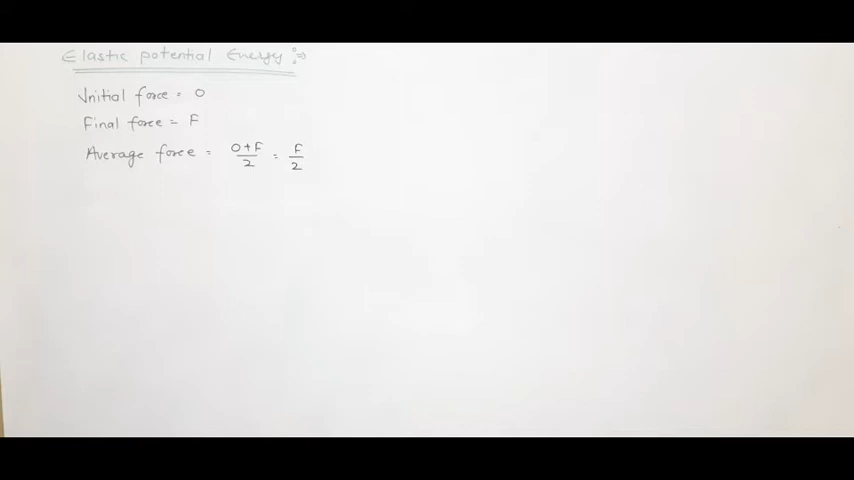 Elastic potential Energy :⇒
Initial force = 0
Final force = F
Average force = 0+F/2 = F/2